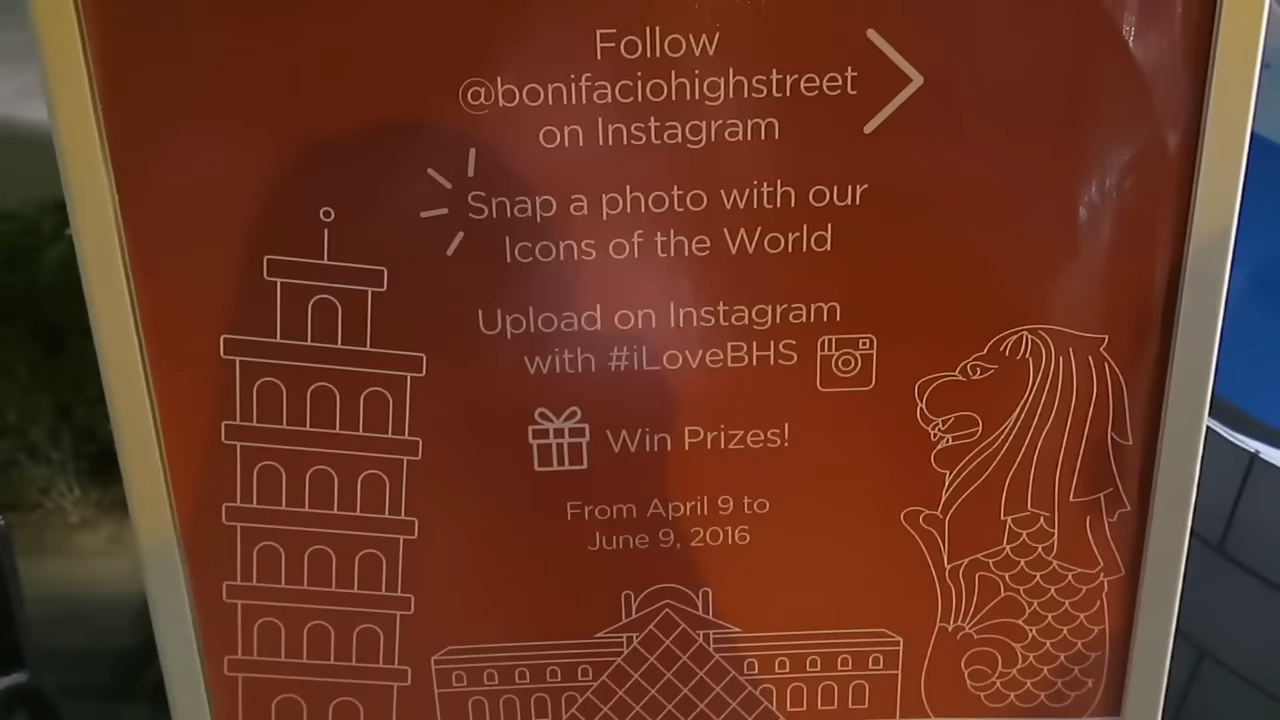 Follow
@bonifaciohighstreet
on Instagram
Snap a photo with our
Icons of the World
Upload on Instagram
with #iLoveBHS
Win Prizes!
From April 9 to
June 9, 2016